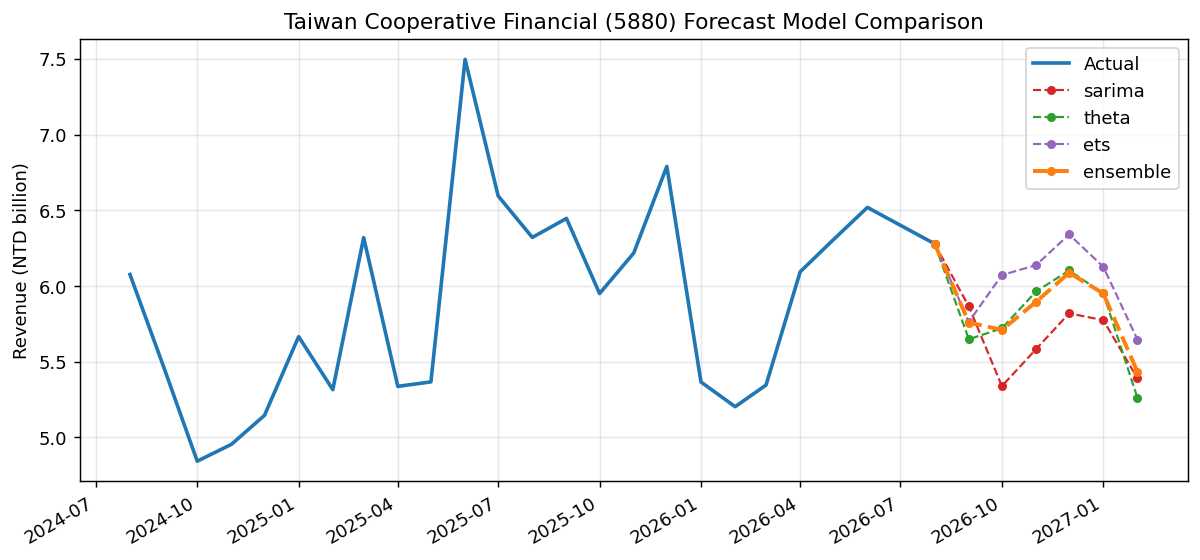 Taiwan Cooperative Financial (5880) Forecast Model Comparison
Revenue (NTD billion)
7.5
7.0
6.5
6.0
5.5
5.0
Actual
sarima
theta
ets
ensemble
2024-07
2024-10
2025-01
2025-04
2025-07
2025-10
2026-01
2026-04
2026-07
2026-10
2027-01